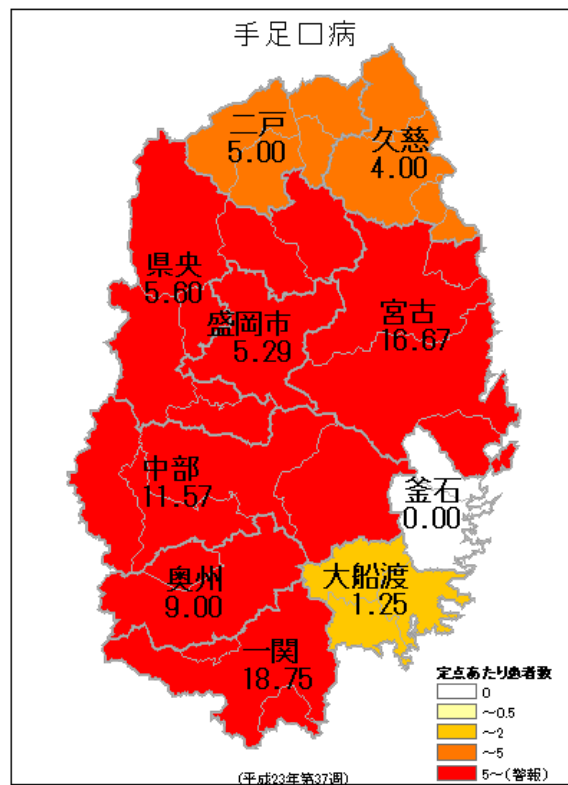 手足口病
二戸
5.00
久慈
4.00
県央
5.60
盛岡市
5.29
宮古
16.67
中部
11.57
釜石
0.00
奥州
9.00
大船渡
1.25
一関
18.75
定点あたり患者数
0
～0.5
～2
～5
5～(警報)
(平成23年第37週)